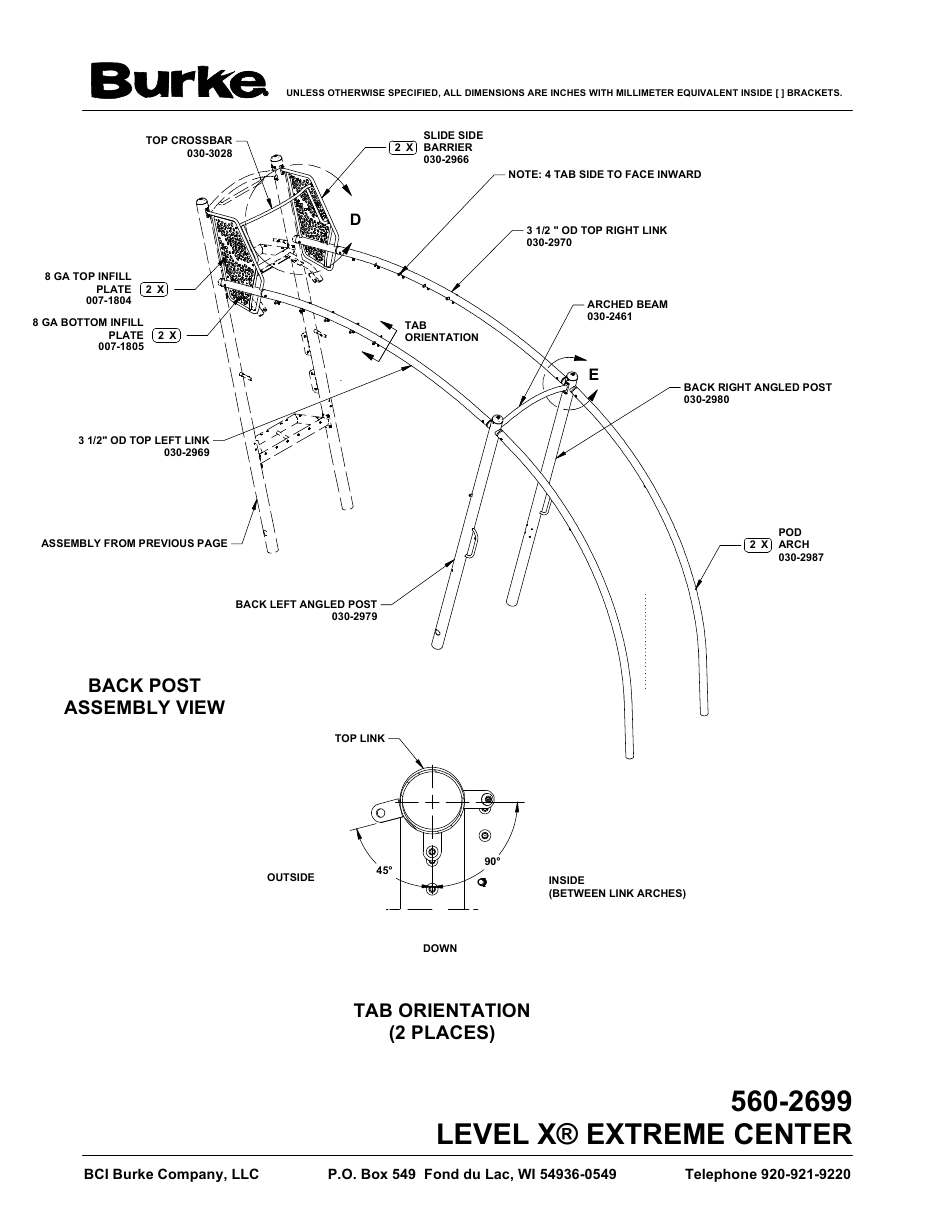 Burke
UNLESS OTHERWISE SPECIFIED, ALL DIMENSIONS ARE INCHES WITH MILLIMETER EQUIVALENT INSIDE [ ] BRACKETS.
TOP CROSSBAR
030-3028
2 X
SLIDE SIDE
BARRIER
030-2966
NOTE: 4 TAB SIDE TO FACE INWARD
D
3 1/2 " OD TOP RIGHT LINK
030-2970
8 GA TOP INFILL
PLATE
007-1804
2 X
ARCHED BEAM
030-2461
8 GA BOTTOM INFILL
PLATE
007-1805
2 X
TAB
ORIENTATION
E
BACK RIGHT ANGLED POST
030-2980
3 1/2" OD TOP LEFT LINK
030-2969
ASSEMBLY FROM PREVIOUS PAGE
2 X
POD
ARCH
030-2987
BACK LEFT ANGLED POST
030-2979
BACK POST
ASSEMBLY VIEW
TOP LINK
45°
90°
OUTSIDE
INSIDE
(BETWEEN LINK ARCHES)
DOWN
TAB ORIENTATION
(2 PLACES)
560-2699
LEVEL X® EXTREME CENTER
BCI Burke Company, LLC P.O. Box 549 Fond du Lac, WI 54936-0549 Telephone 920-921-9220